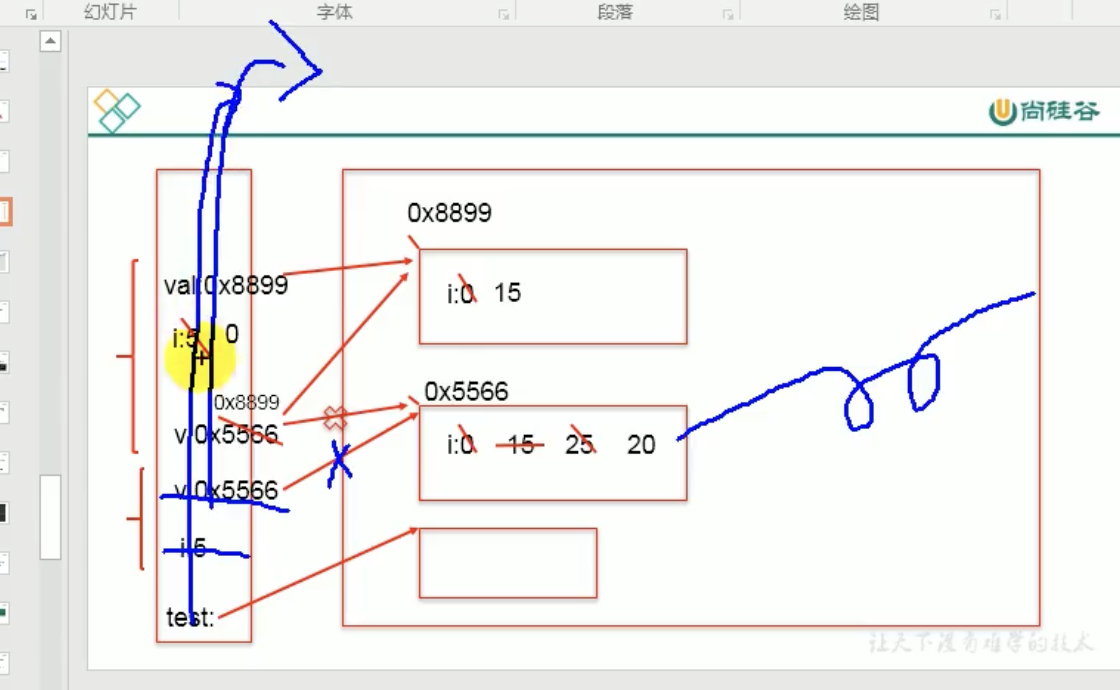 幻灯片 字体 段落 绘图
尚硅谷
0x8899
val:0x8899
i:0 15
i:5 0
0x8899
0x5566
v:0x5566
i:0 15 25 20
v:0x5566
i:5
test:
让天下没有难学的技术